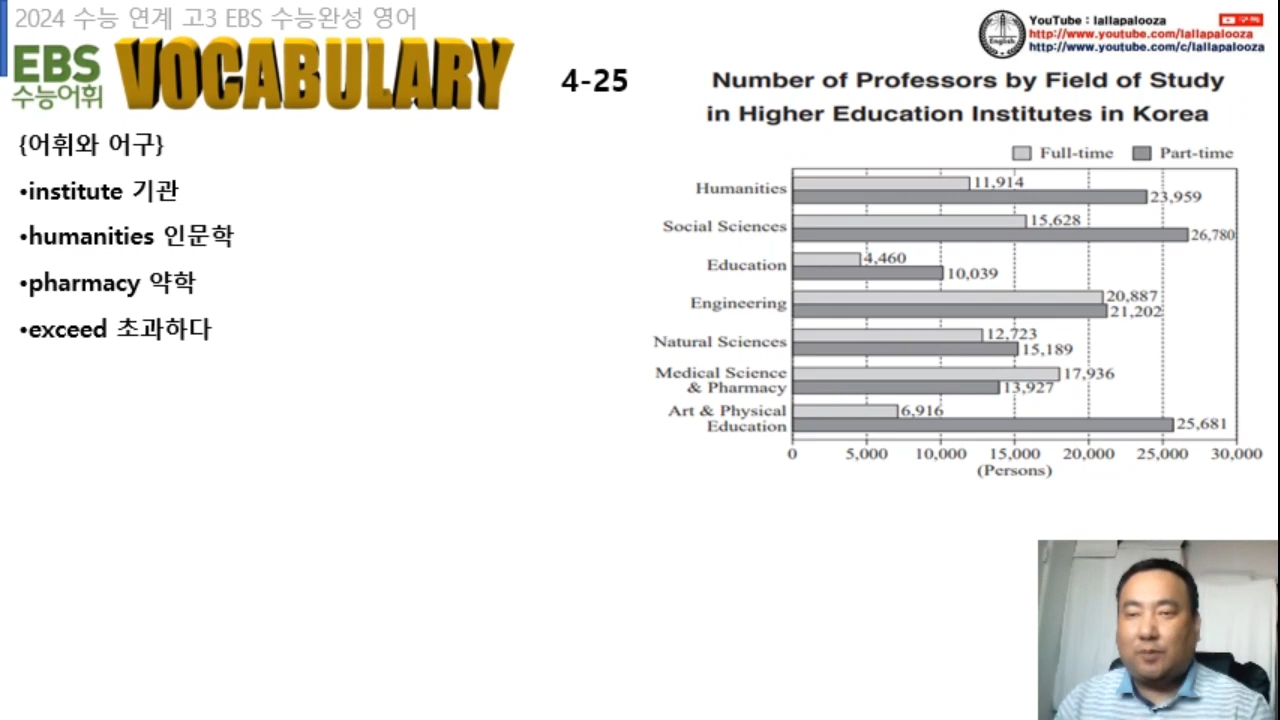 2024 수능 연계 고3 EBS 수능완성 영어
EBS
수능어휘
VOCABULARY
4-25
{어휘와 어구}
•institute 기관
•humanities 인문학
•pharmacy 약학
•exceed 초과하다
English
YouTube : lallapalooza
구독
http://www.youtube.com/lallapalooza
http://www.youtube.com/c/lallapalooza
Number of Professors by Field of Study
in Higher Education Institutes in Korea
Full-time Part-time
Humanities 11,914
23,959
Social Sciences 15,628
26,780
Education 4,460
10,039
Engineering 20,887
21,202
Natural Sciences 12,723
15,189
Medical Science 17,936
& Pharmacy 13,927
Art & Physical 6,916
Education 25,681
0 5,000 10,000 15,000 20,000 25,000 30,000
(Persons)